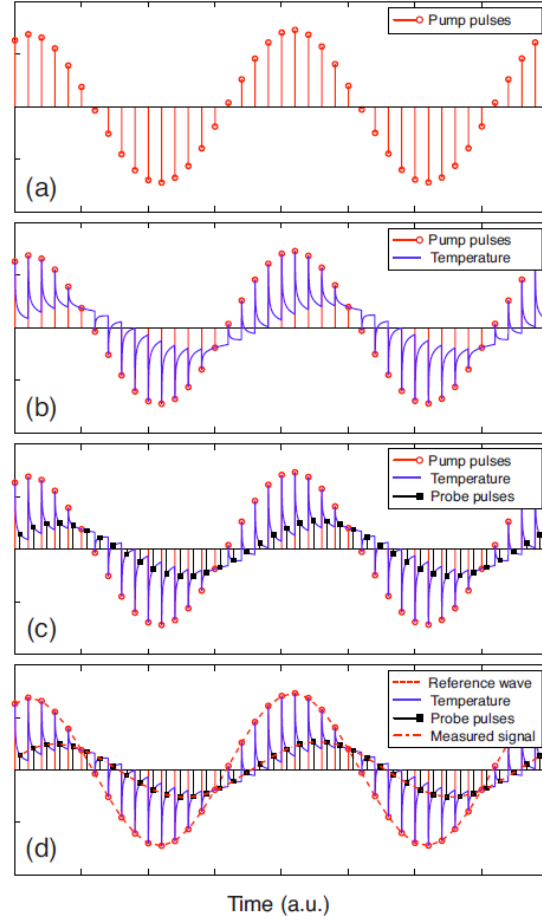 Pump pulses
(a)
Pump pulses
Temperature
(b)
Pump pulses
Temperature
Probe pulses
(c)
Reference wave
Temperature
Probe pulses
Measured signal
(d)
Time (a.u.)